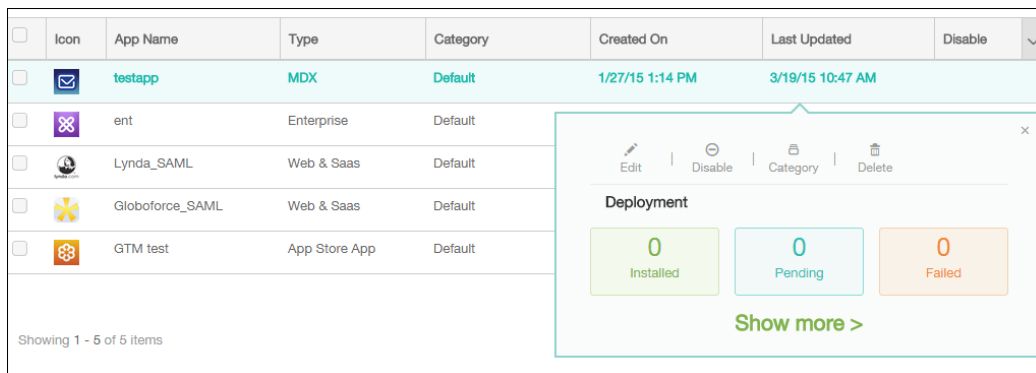 Icon App Name Type Category Created On Last Updated Disable
testapp MDX Default 1/27/15 1:14 PM 3/19/15 10:47 AM
ent Enterprise Default
×
Edit | Disable | Category | Delete
lynda.com Lynda_SAML Web & Saas Default
Deployment
Globoforce_SAML Web & Saas Default
GTM test App Store App Default
0 0 0
Installed Pending Failed
Show more >
Showing 1 - 5 of 5 items